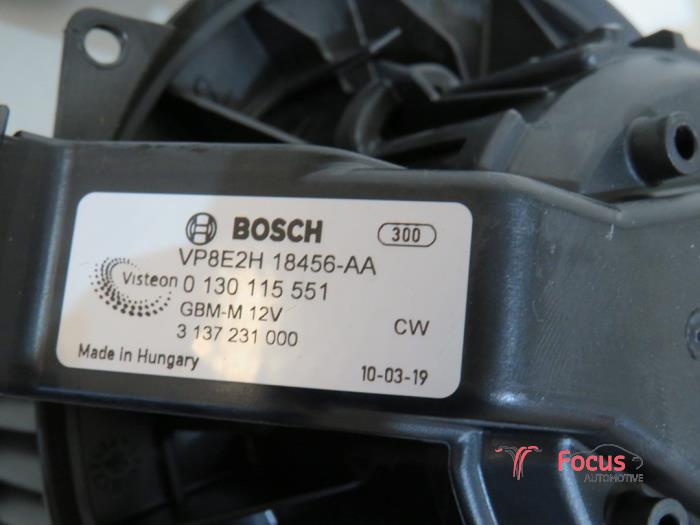 BOSCH 300
VP8E2H 18456-AA
Visteon 0 130 115 551
GBM-M 12V
3 137 231 000 CW
Made in Hungary 10-03-19
Focus
AUTOMOTIVE